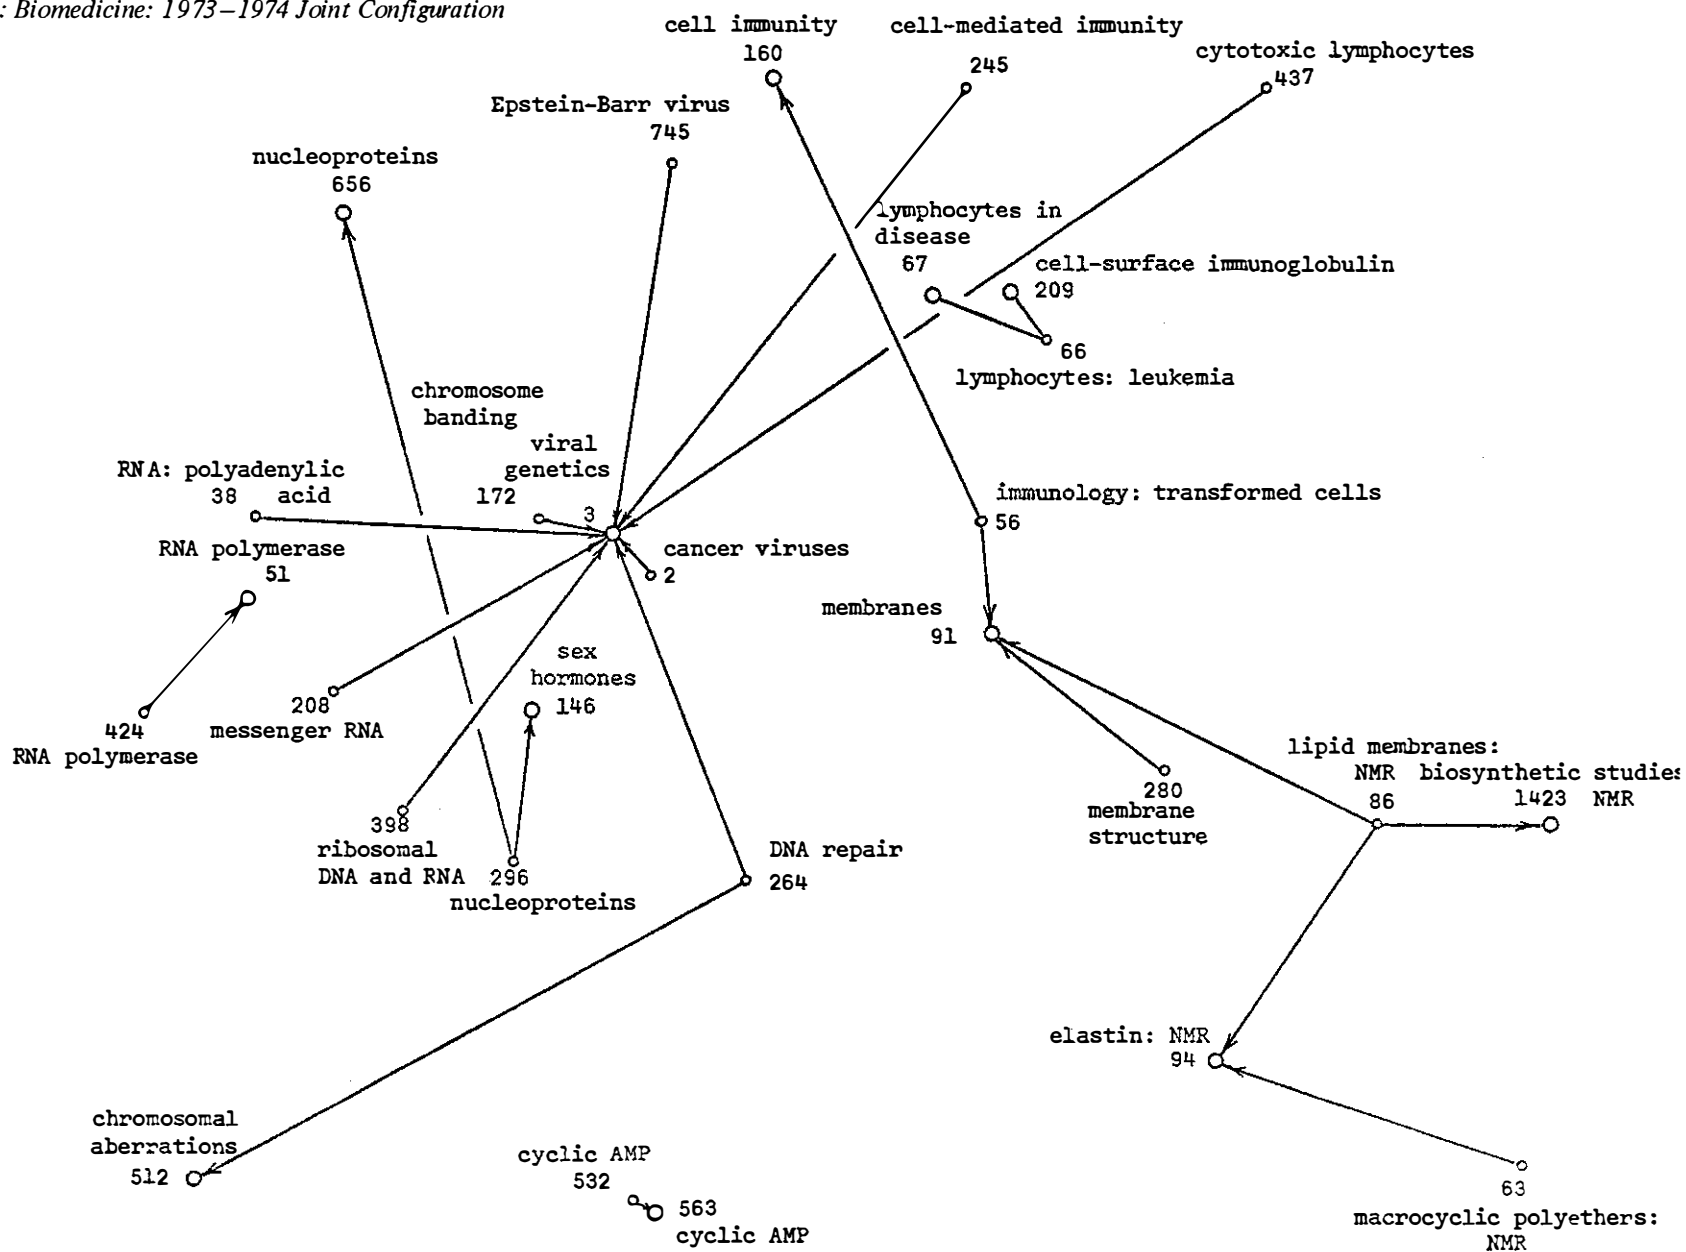 : Biomedicine: 1973–1974 Joint Configuration
cell immunity
160
cell-mediated immunity
245
cytotoxic lymphocytes
437
Epstein-Barr virus
745
nucleoproteins
656
lymphocytes in
disease
67
cell-surface immunoglobulin
209
66
lymphocytes: leukemia
chromosome
banding
viral
genetics
172
3
RNA: polyadenylic
38 acid
immunology: transformed cells
56
RNA polymerase
51
cancer viruses
2
membranes
91
sex
hormones
146
208
messenger RNA
424
RNA polymerase
lipid membranes:
NMR
86
biosynthetic studies
1423 NMR
280
membrane
structure
398
ribosomal
DNA and RNA
296
nucleoproteins
DNA repair
264
elastin: NMR
94
chromosomal
aberrations
512
cyclic AMP
532
563
cyclic AMP
63
macrocyclic polyethers:
NMR